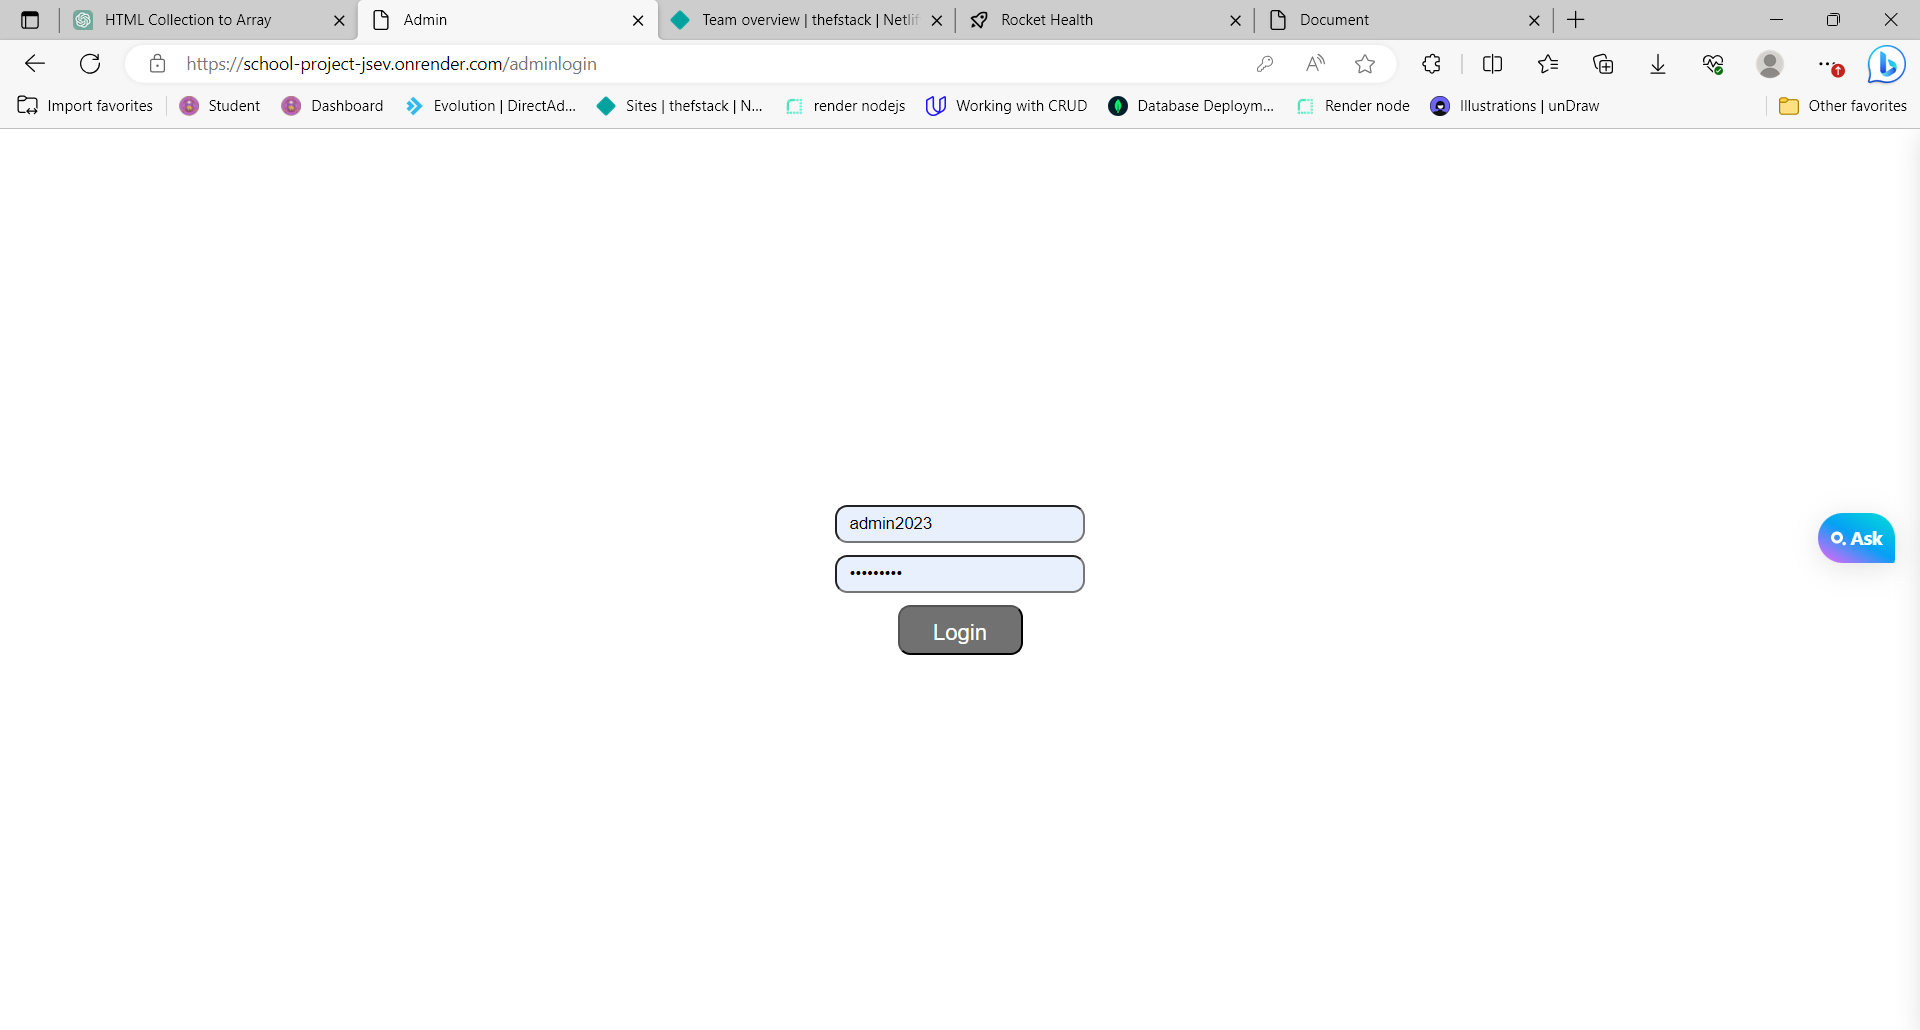 HTML Collection to Array
Admin
Team overview | thefstack | Netlif
Rocket Health
Document
https://school-project-jsev.onrender.com/adminlogin
Import favorites
Student
Dashboard
Evolution | DirectAd...
Sites | thefstack | N...
render nodejs
Working with CRUD
Database Deploym...
Render node
Illustrations | unDraw
Other favorites
admin2023
•••••••••
Login
Ask